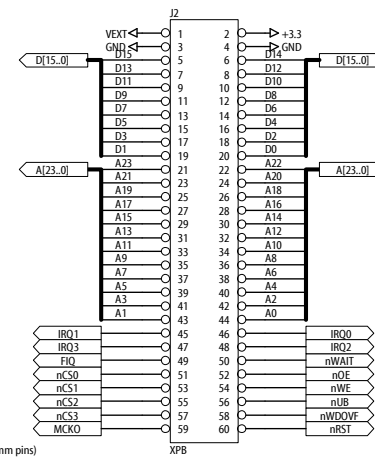 J2
VEXT 1 2 +3.3
GND 3 4 GND
D[15..0] D15 5 6 D14 D[15..0]
D13 7 8 D12
D11 9 10 D10
D9 11 12 D8
D7 13 14 D6
D5 15 16 D4
D3 17 18 D2
D1 19 20 D0
A[23..0] A23 21 22 A22 A[23..0]
A21 23 24 A20
A19 25 26 A18
A17 27 28 A16
A15 29 30 A14
A13 31 32 A12
A11 33 34 A10
A9 35 36 A8
A7 37 38 A6
A5 39 40 A4
A3 41 42 A2
A1 43 44 A0
IRQ1 45 46 IRQ0
IRQ3 47 48 IRQ2
FIQ 49 50 nWAIT
nCS0 51 52 nOE
nCS1 53 54 nWE
nCS2 55 56 nUB
nCS3 57 58 nWDOVF
MCKO 59 60 nRST
mm pins)
XPB